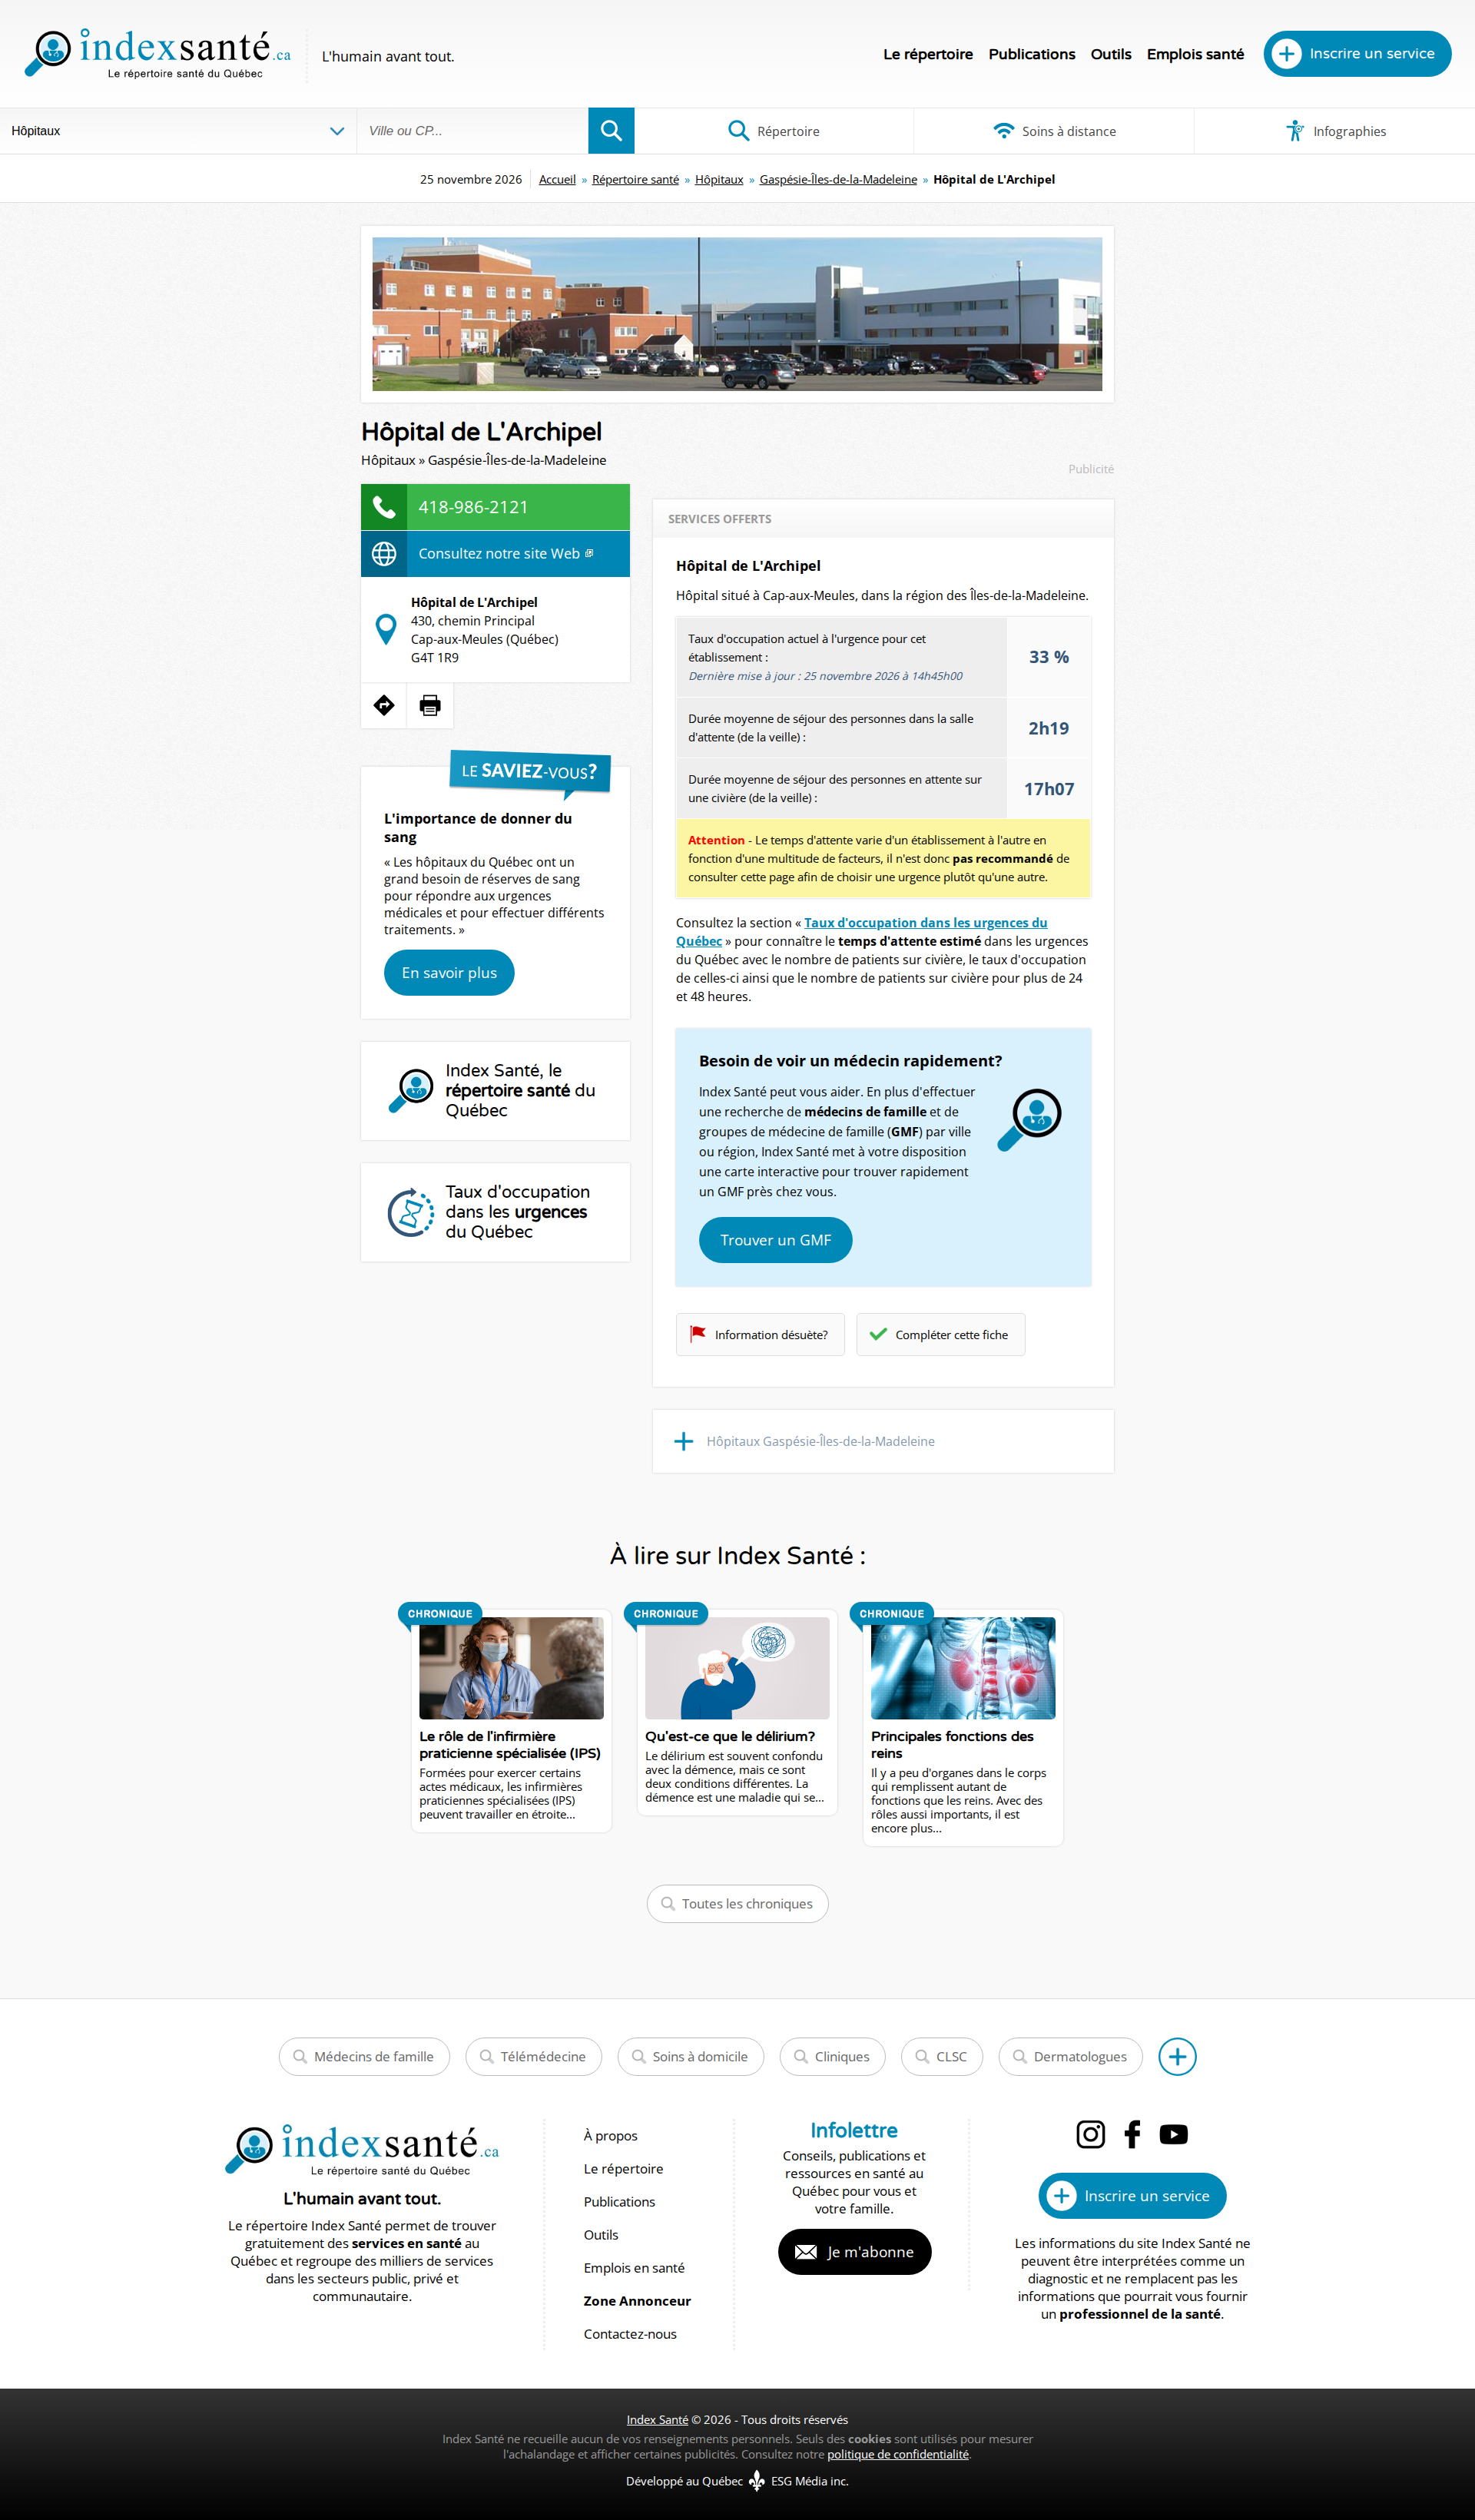 indexsanté.ca
Le répertoire santé du Québec
L'humain avant tout.
Le répertoire Publications Outils Emplois santé
Inscrire un service
Hôpitaux
Ville ou CP...
Répertoire
Soins à distance
Infographies
25 novembre 2026 Accueil » Répertoire santé » Hôpitaux » Gaspésie-Îles-de-la-Madeleine » Hôpital de L'Archipel
Hôpital de L'Archipel
Hôpitaux » Gaspésie-Îles-de-la-Madeleine
Publicité
418-986-2121
Consultez notre site Web
Hôpital de L'Archipel
430, chemin Principal
Cap-aux-Meules (Québec)
G4T 1R9
LE SAVIEZ-VOUS?
L'importance de donner du
sang
« Les hôpitaux du Québec ont un
grand besoin de réserves de sang
pour répondre aux urgences
médicales et pour effectuer différents
traitements. »
En savoir plus
Index Santé, le
répertoire santé du
Québec
Taux d'occupation
dans les urgences
du Québec
SERVICES OFFERTS
Hôpital de L'Archipel
Hôpital situé à Cap-aux-Meules, dans la région des Îles-de-la-Madeleine.
Taux d'occupation actuel à l'urgence pour cet
établissement :
Dernière mise à jour : 25 novembre 2026 à 14h45h00
33 %
Durée moyenne de séjour des personnes dans la salle
d'attente (de la veille) :
2h19
Durée moyenne de séjour des personnes en attente sur
une civière (de la veille) :
17h07
Attention - Le temps d'attente varie d'un établissement à l'autre en
fonction d'une multitude de facteurs, il n'est donc pas recommandé de
consulter cette page afin de choisir une urgence plutôt qu'une autre.
Consultez la section « Taux d'occupation dans les urgences du
Québec » pour connaître le temps d'attente estimé dans les urgences
du Québec avec le nombre de patients sur civière, le taux d'occupation
de celles-ci ainsi que le nombre de patients sur civière pour plus de 24
et 48 heures.
Besoin de voir un médecin rapidement?
Index Santé peut vous aider. En plus d'effectuer
une recherche de médecins de famille et de
groupes de médecine de famille (GMF) par ville
ou région, Index Santé met à votre disposition
une carte interactive pour trouver rapidement
un GMF près chez vous.
Trouver un GMF
Information désuète?
Compléter cette fiche
Hôpitaux Gaspésie-Îles-de-la-Madeleine
À lire sur Index Santé :
CHRONIQUE
Le rôle de l'infirmière
praticienne spécialisée (IPS)
Formées pour exercer certains
actes médicaux, les infirmières
praticiennes spécialisées (IPS)
peuvent travailler en étroite...
CHRONIQUE
Qu'est-ce que le délirium?
Le délirium est souvent confondu
avec la démence, mais ce sont
deux conditions différentes. La
démence est une maladie qui se...
CHRONIQUE
Principales fonctions des
reins
Il y a peu d'organes dans le corps
qui remplissent autant de
fonctions que les reins. Avec des
rôles aussi importants, il est
encore plus...
Toutes les chroniques
Médecins de famille
Télémédecine
Soins à domicile
Cliniques
CLSC
Dermatologues
indexsanté.ca
Le répertoire santé du Québec
L'humain avant tout.
Le répertoire Index Santé permet de trouver
gratuitement des services en santé au
Québec et regroupe des milliers de services
dans les secteurs public, privé et
communautaire.
À propos
Le répertoire
Publications
Outils
Emplois en santé
Zone Annonceur
Contactez-nous
Infolettre
Conseils, publications et
ressources en santé au
Québec pour vous et
votre famille.
Je m'abonne
Inscrire un service
Les informations du site Index Santé ne
peuvent être interprétées comme un
diagnostic et ne remplacent pas les
informations que pourrait vous fournir
un professionnel de la santé.
Index Santé © 2026 - Tous droits réservés
Index Santé ne recueille aucun de vos renseignements personnels. Seuls des cookies sont utilisés pour mesurer
l'achalandage et afficher certaines publicités. Consultez notre politique de confidentialité.
Développé au Québec ESG Média inc.